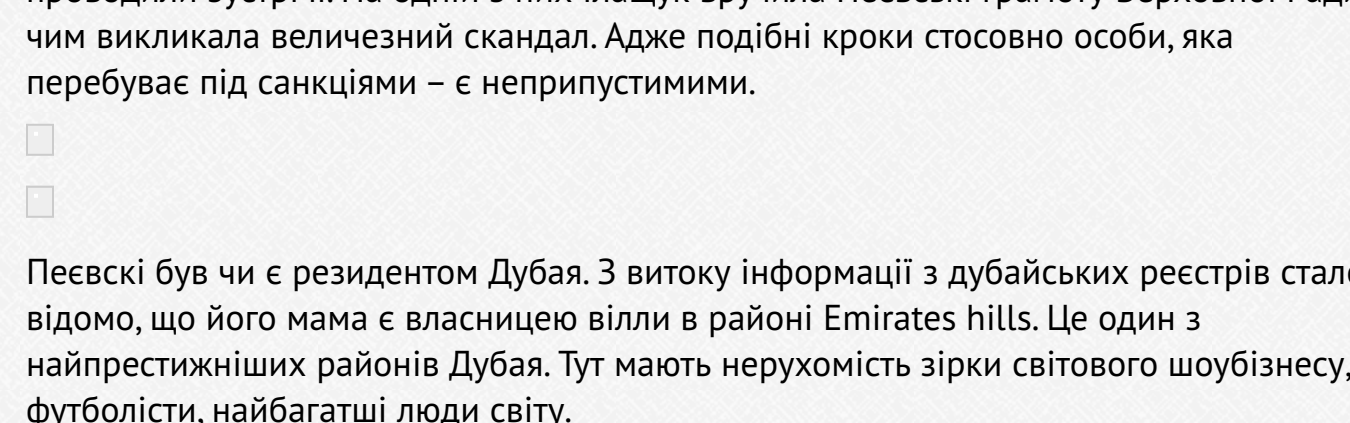 чим викликала величезний скандал. Адже подібні кроки стосовно особи, яка
перебуває під санкціями – є неприпустимими.
Пеєвскі був чи є резидентом Дубая. З витоку інформації з дубайських реєстрів стало
відомо, що його мама є власницею вілли в районі Emirates hills. Це один з
найпрестижніших районів Дубая. Тут мають нерухомість зірки світового шоубізнесу,
футболісти, найбагатші люди світу.